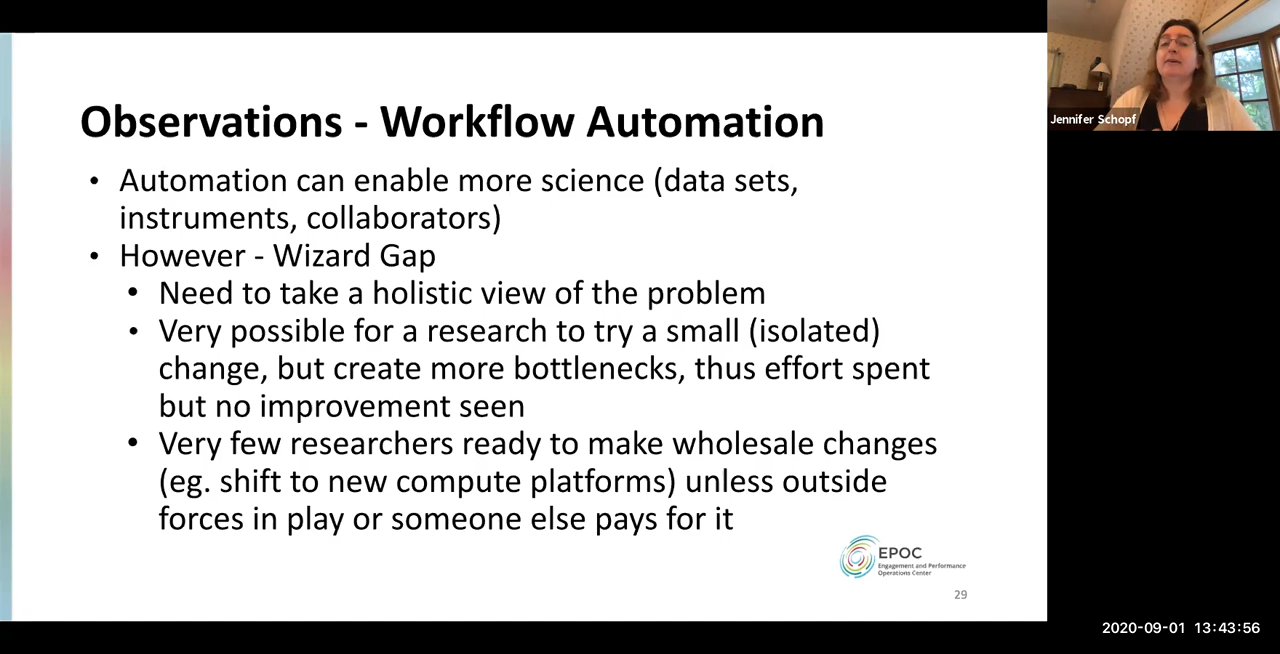 Observations - Workflow Automation
• Automation can enable more science (data sets,
instruments, collaborators)
• However - Wizard Gap
• Need to take a holistic view of the problem
• Very possible for a research to try a small (isolated)
change, but create more bottlenecks, thus effort spent
but no improvement seen
• Very few researchers ready to make wholesale changes
(eg. shift to new compute platforms) unless outside
forces in play or someone else pays for it
EPOC
Engagement and Performance
Operations Center
29
Jennifer Schopf
2020-09-01 13:43:56